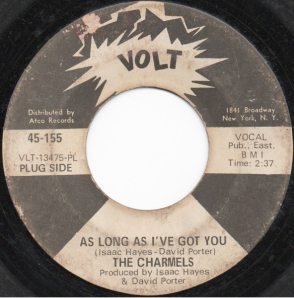 VOLT
Distributed by
Atco Records
1841 Broadway
New York, N. Y.
45-155
VLT-13475-PL
PLUG SIDE
VOCAL
Pub., East,
BMI
Time: 2:37
AS LONG AS I'VE GOT YOU
(Isaac Hayes-David Porter)
THE CHARMELS
Produced by Isaac Hayes
& David Porter